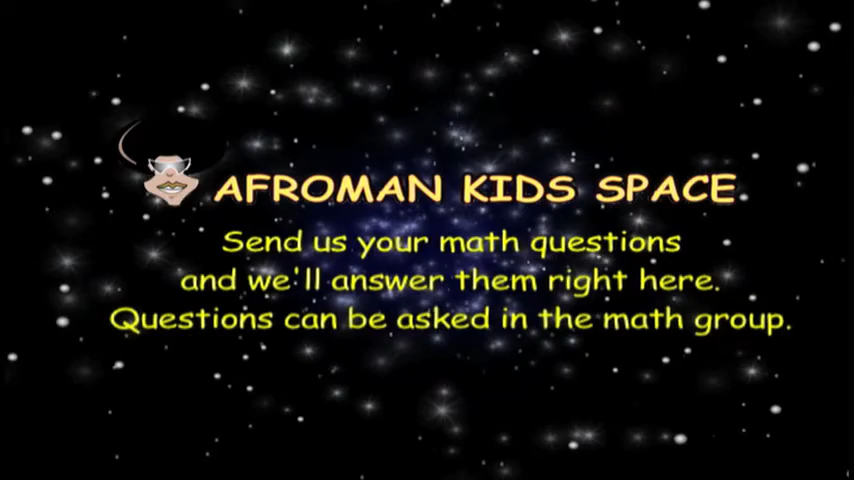 AFROMAN KIDS SPACE
Send us your math questions
and we'll answer them right here.
Questions can be asked in the math group.